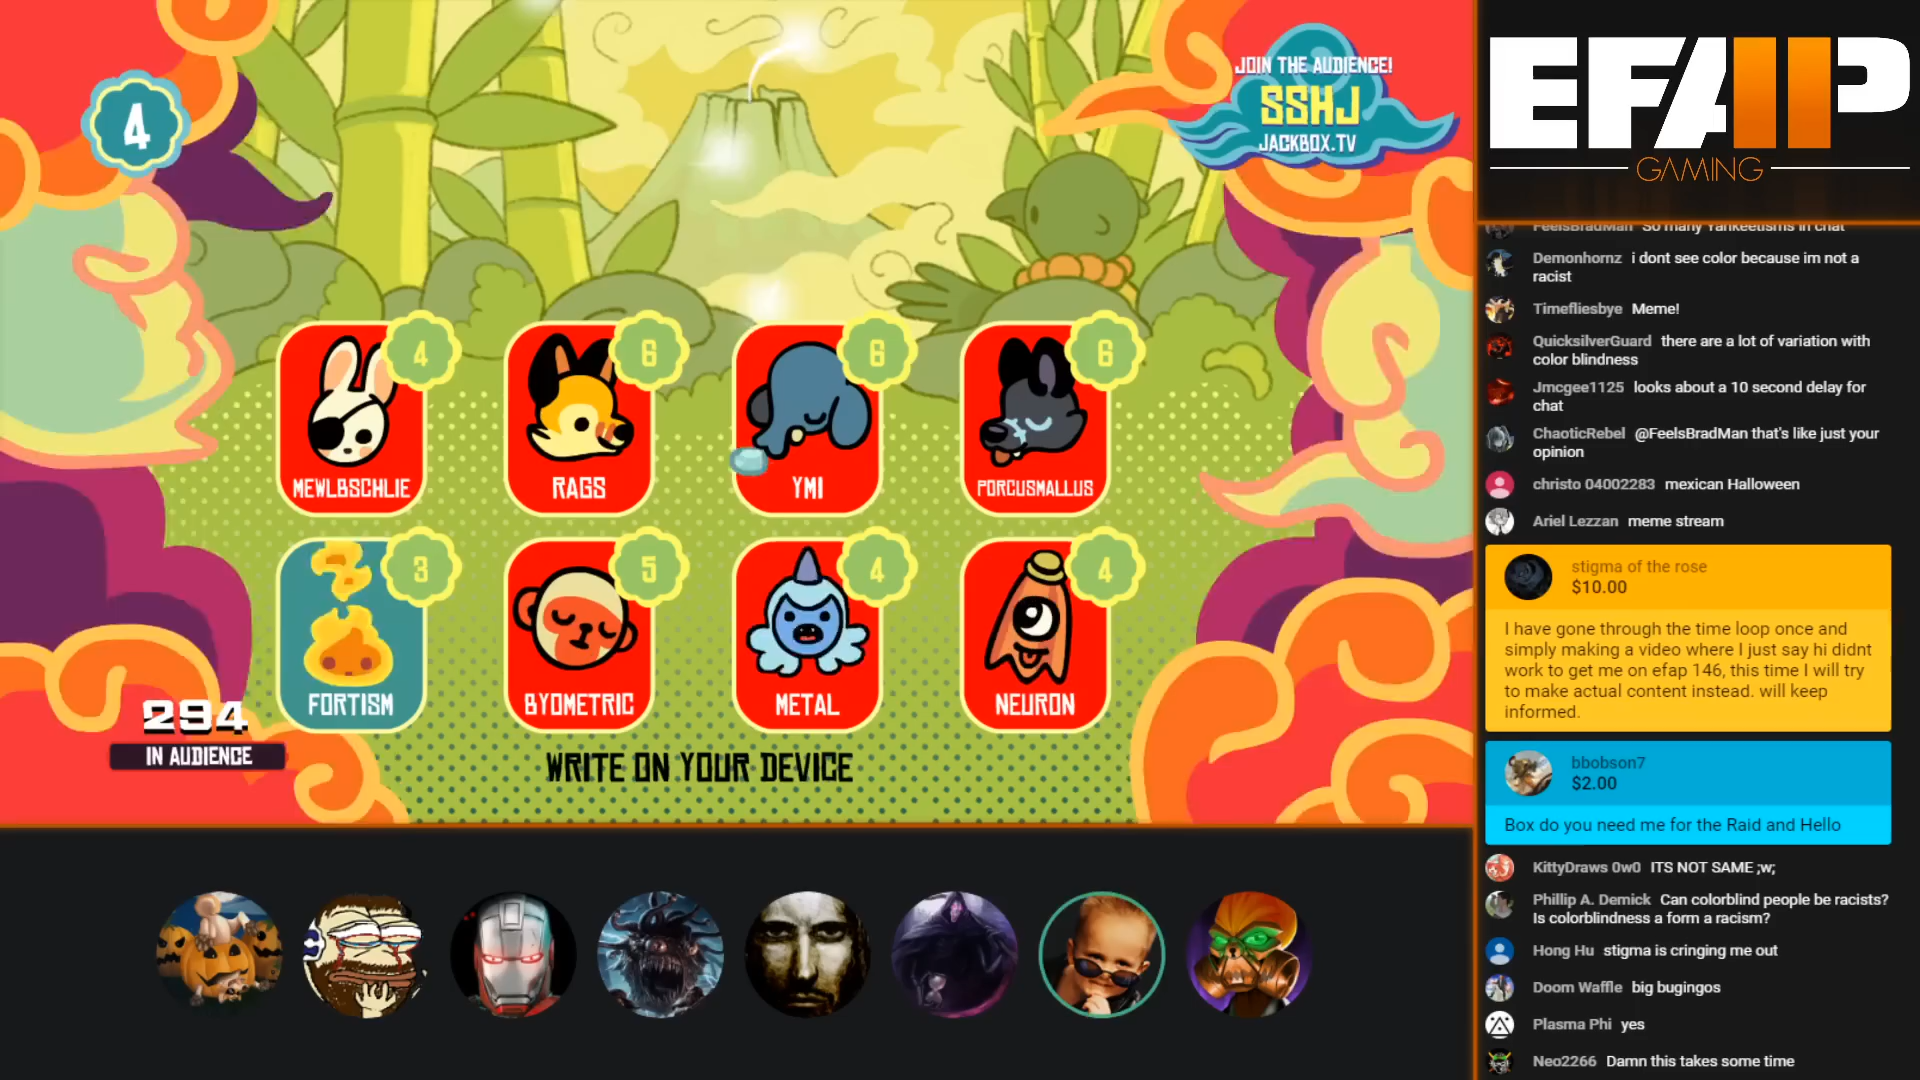 4
JOIN THE AUDIENCE!
SSHJ
JACKBOX.TV
4
MEWLBSCHLIE
6
RAGS
6
YMI
6
PORCUSMALLUS
3
FORTISM
5
BYOMETRIC
4
METAL
4
NEURON
294
IN AUDIENCE
WRITE ON YOUR DEVICE
EFAP
GAMING
FeelsBradMan So many Yankeetisms in chat
Demonhornz i dont see color because im not a
racist
Timefliesbye Meme!
QuicksilverGuard there are a lot of variation with
color blindness
Jmcgee1125 looks about a 10 second delay for
chat
ChaoticRebel @FeelsBradMan that's like just your
opinion
christo 04002283 mexican Halloween
Ariel Lezzan meme stream
stigma of the rose
$10.00
I have gone through the time loop once and
simply making a video where I just say hi didnt
work to get me on efap 146, this time I will try
to make actual content instead. will keep
informed.
bbobson7
$2.00
Box do you need me for the Raid and Hello
KittyDraws 0w0 ITS NOT SAME ;w;
Phillip A. Demick Can colorblind people be racists?
Is colorblindness a form a racism?
Hong Hu stigma is cringing me out
Doom Waffle big bugingos
Plasma Phi yes
Neo2266 Damn this takes some time